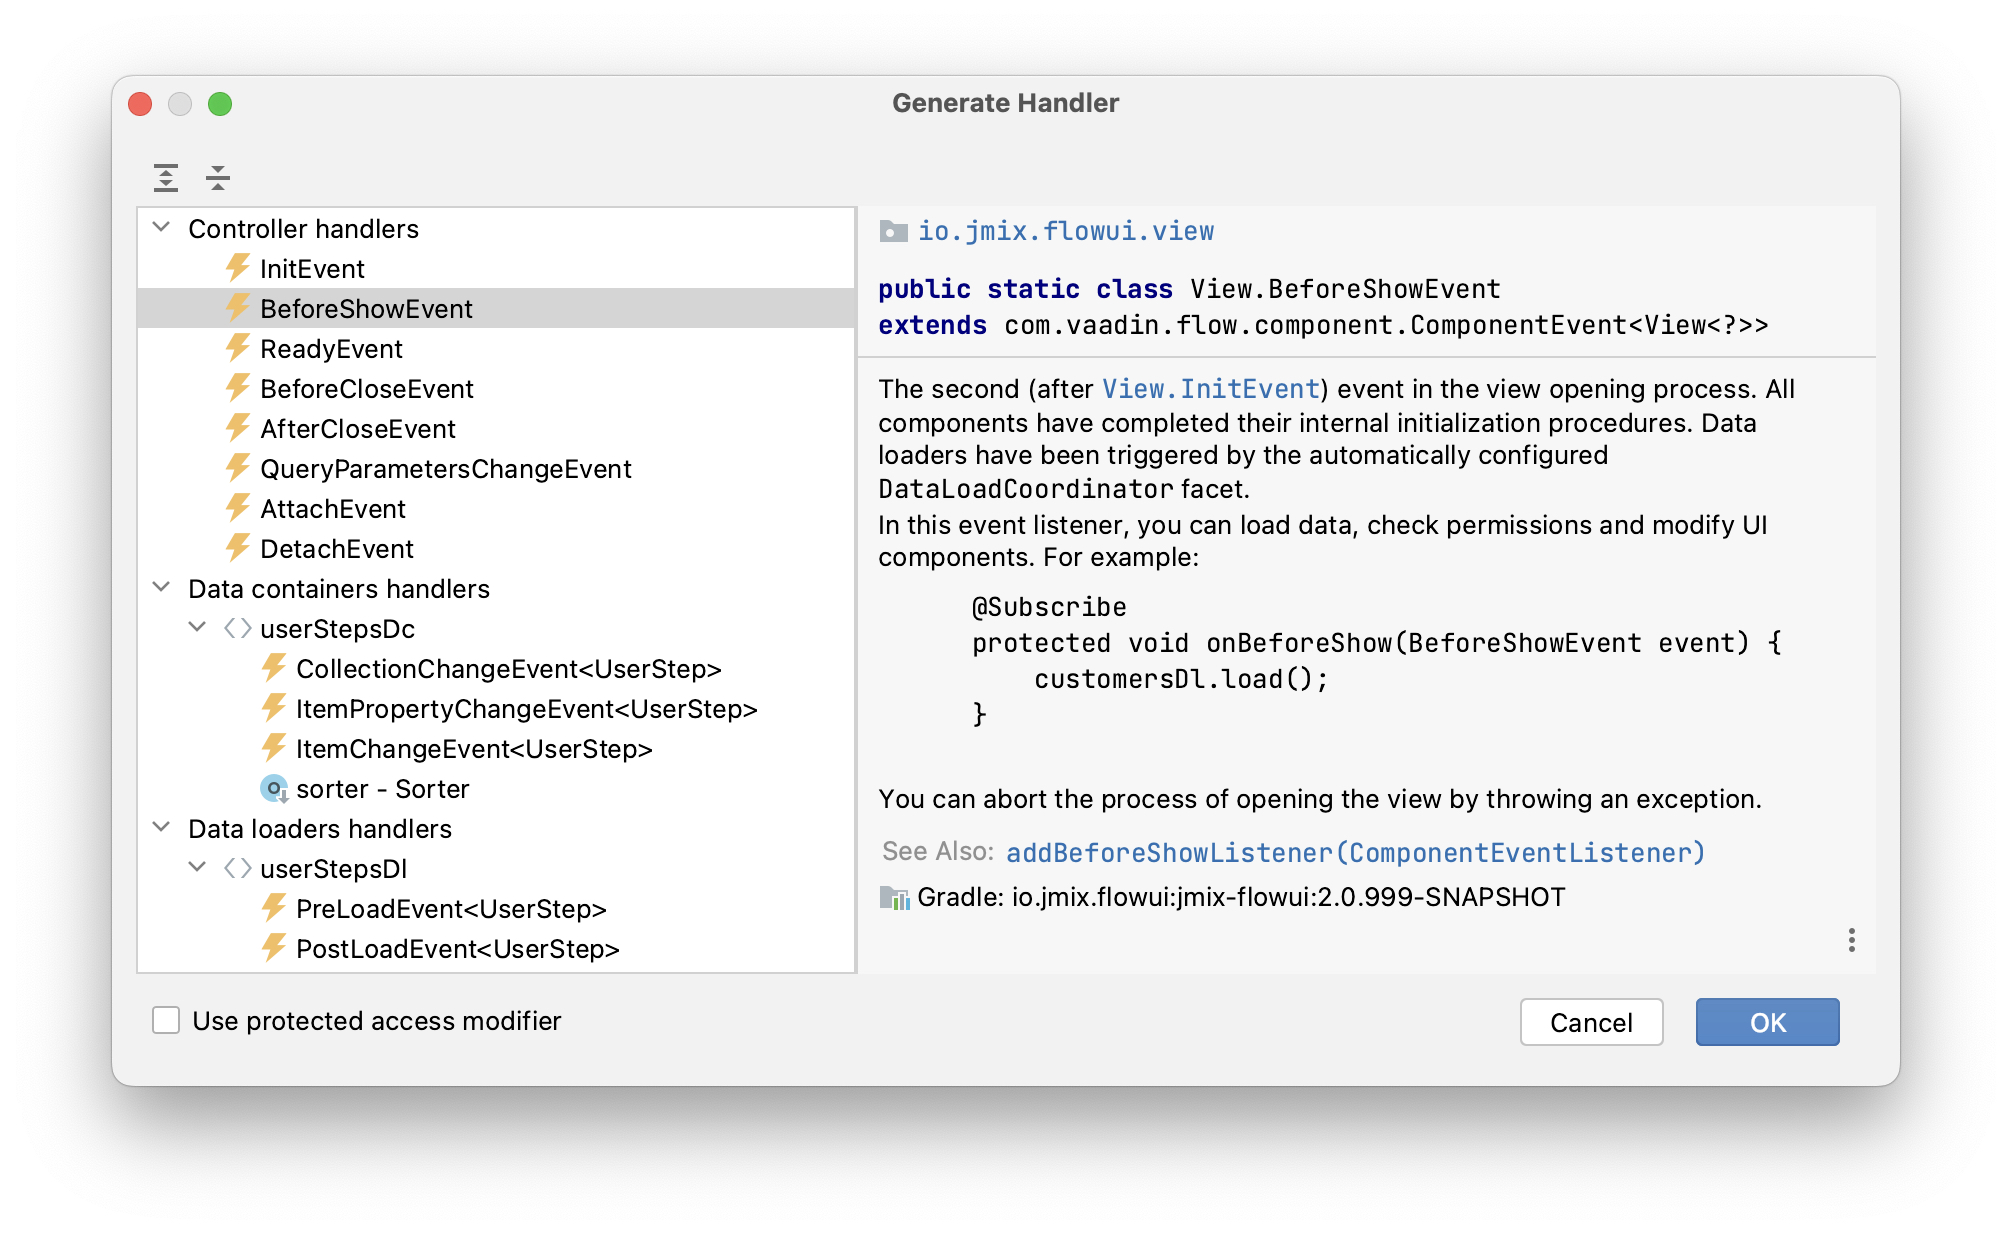 Generate Handler
Controller handlers
InitEvent
BeforeShowEvent
ReadyEvent
BeforeCloseEvent
AfterCloseEvent
QueryParametersChangeEvent
AttachEvent
DetachEvent
Data containers handlers
userStepsDc
CollectionChangeEvent<UserStep>
ItemPropertyChangeEvent<UserStep>
ItemChangeEvent<UserStep>
sorter - Sorter
Data loaders handlers
userStepsDl
PreLoadEvent<UserStep>
PostLoadEvent<UserStep>
io.jmix.flowui.view
public static class View.BeforeShowEvent
extends com.vaadin.flow.component.ComponentEvent<View<?>>
The second (after View.InitEvent) event in the view opening process. All
components have completed their internal initialization procedures. Data
loaders have been triggered by the automatically configured
DataLoadCoordinator facet.
In this event listener, you can load data, check permissions and modify UI
components. For example:
@Subscribe
protected void onBeforeShow(BeforeShowEvent event) {
customersDl.load();
}
You can abort the process of opening the view by throwing an exception.
See Also: addBeforeShowListener(ComponentEventListener)
Gradle: io.jmix.flowui:jmix-flowui:2.0.999-SNAPSHOT
Use protected access modifier
Cancel
OK